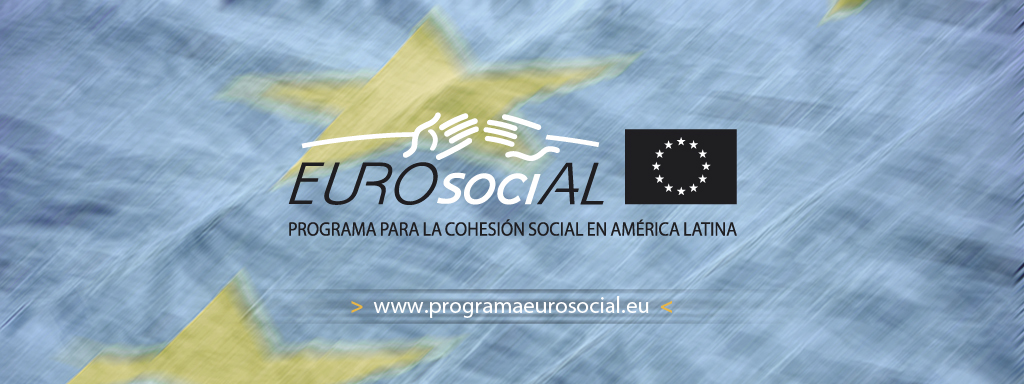 EUROsociAL
PROGRAMA PARA LA COHESIÓN SOCIAL EN AMÉRICA LATINA
> www.programaeurosocial.eu <